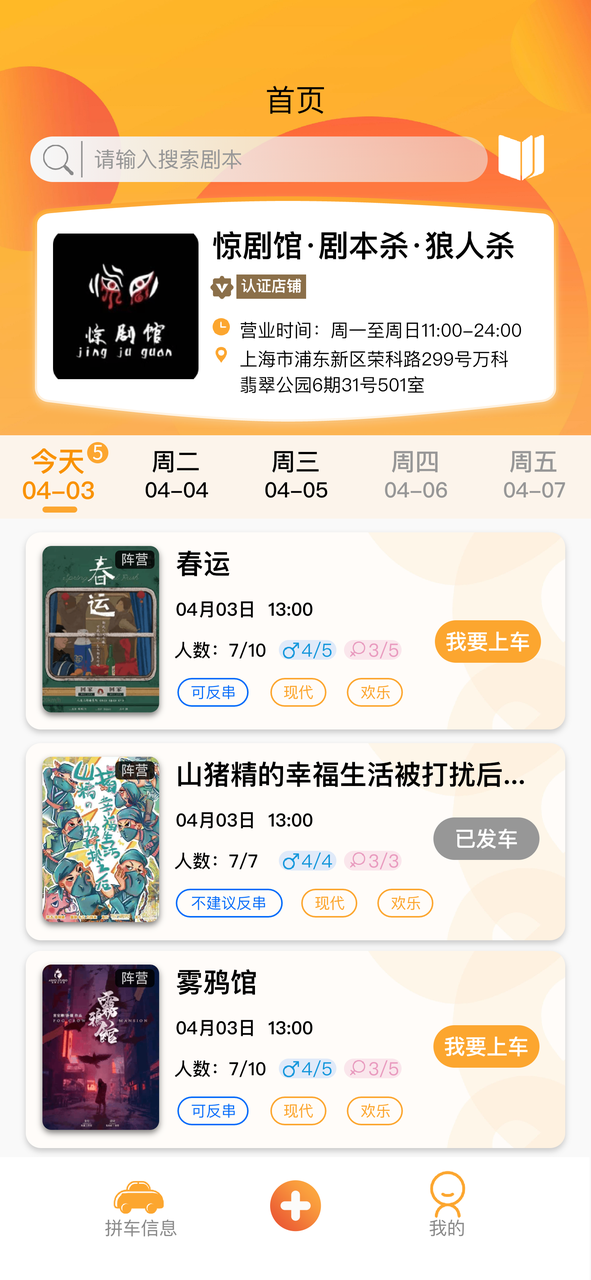 首页
请输入搜索剧本
惊剧馆·剧本杀·狼人杀
认证店铺
惊剧馆
jing ju guan
营业时间：周一至周日11:00-24:00
上海市浦东新区荣科路299号万科
翡翠公园6期31号501室
今天 5 周二 周三 周四 周五
04-03 04-04 04-05 04-06 04-07
阵营
春运
春运
04月03日 13:00
人数：7/10 ♂4/5 ♀3/5
我要上车
可反串 现代 欢乐
阵营
山猪精的幸福生活被打扰后...
04月03日 13:00
人数：7/7 ♂4/4 ♀3/3
已发车
不建议反串 现代 欢乐
阵营
雾鸦馆
雾鸦馆
04月03日 13:00
人数：7/10 ♂4/5 ♀3/5
我要上车
可反串 现代 欢乐
拼车信息
我的